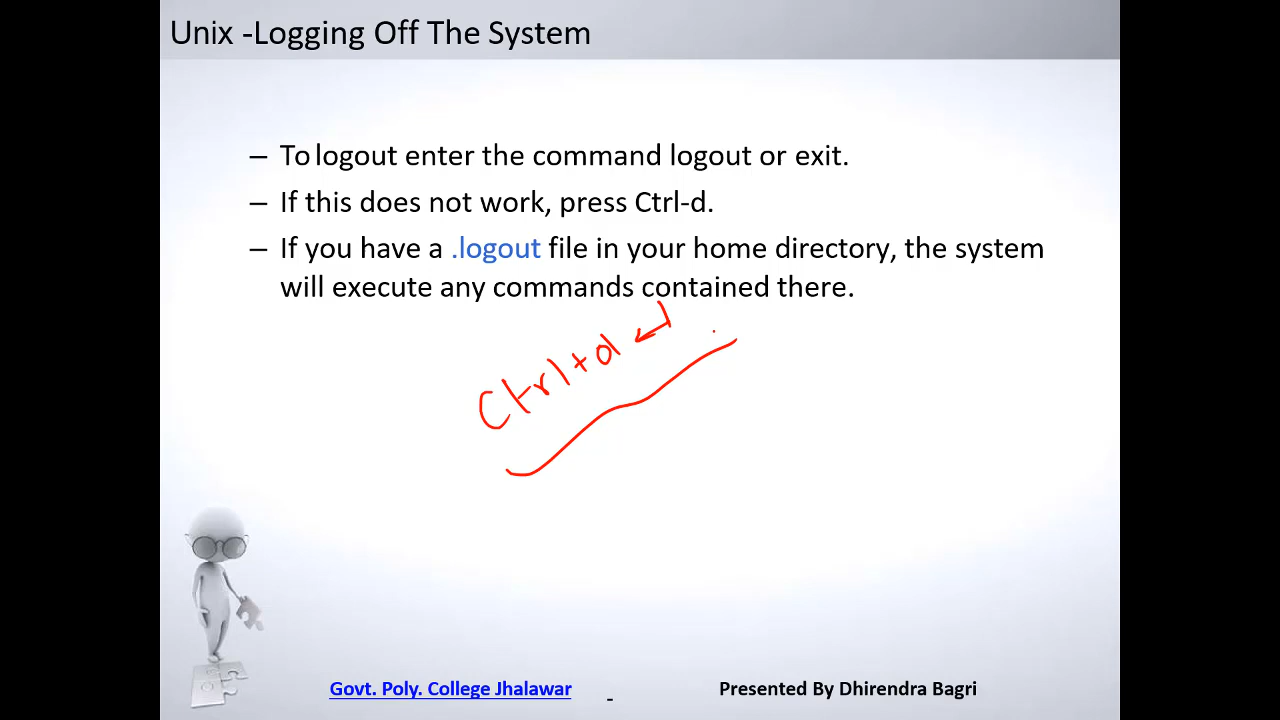 Unix -Logging Off The System
– To logout enter the command logout or exit.
– If this does not work, press Ctrl-d.
– If you have a .logout file in your home directory, the system
will execute any commands contained there.
Ctrl+d ↵
Govt. Poly. College Jhalawar - Presented By Dhirendra Bagri